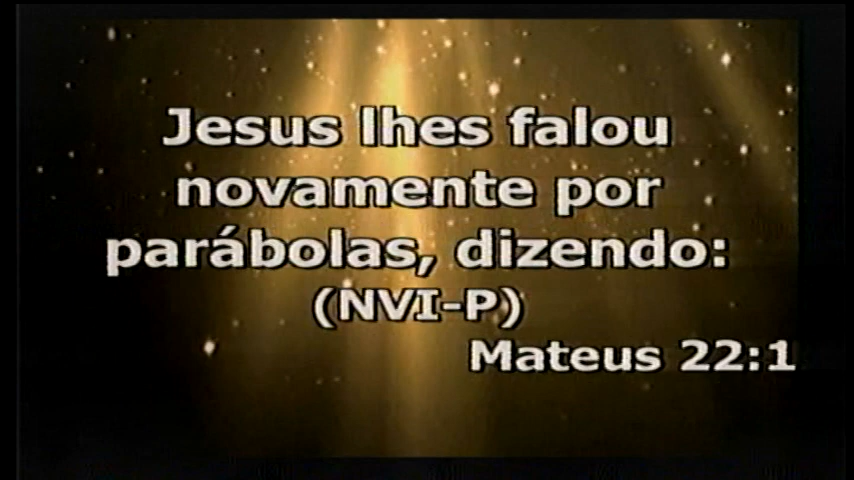 Jesus lhes falou
novamente por
parábolas, dizendo:
(NVI-P)
Mateus 22:1